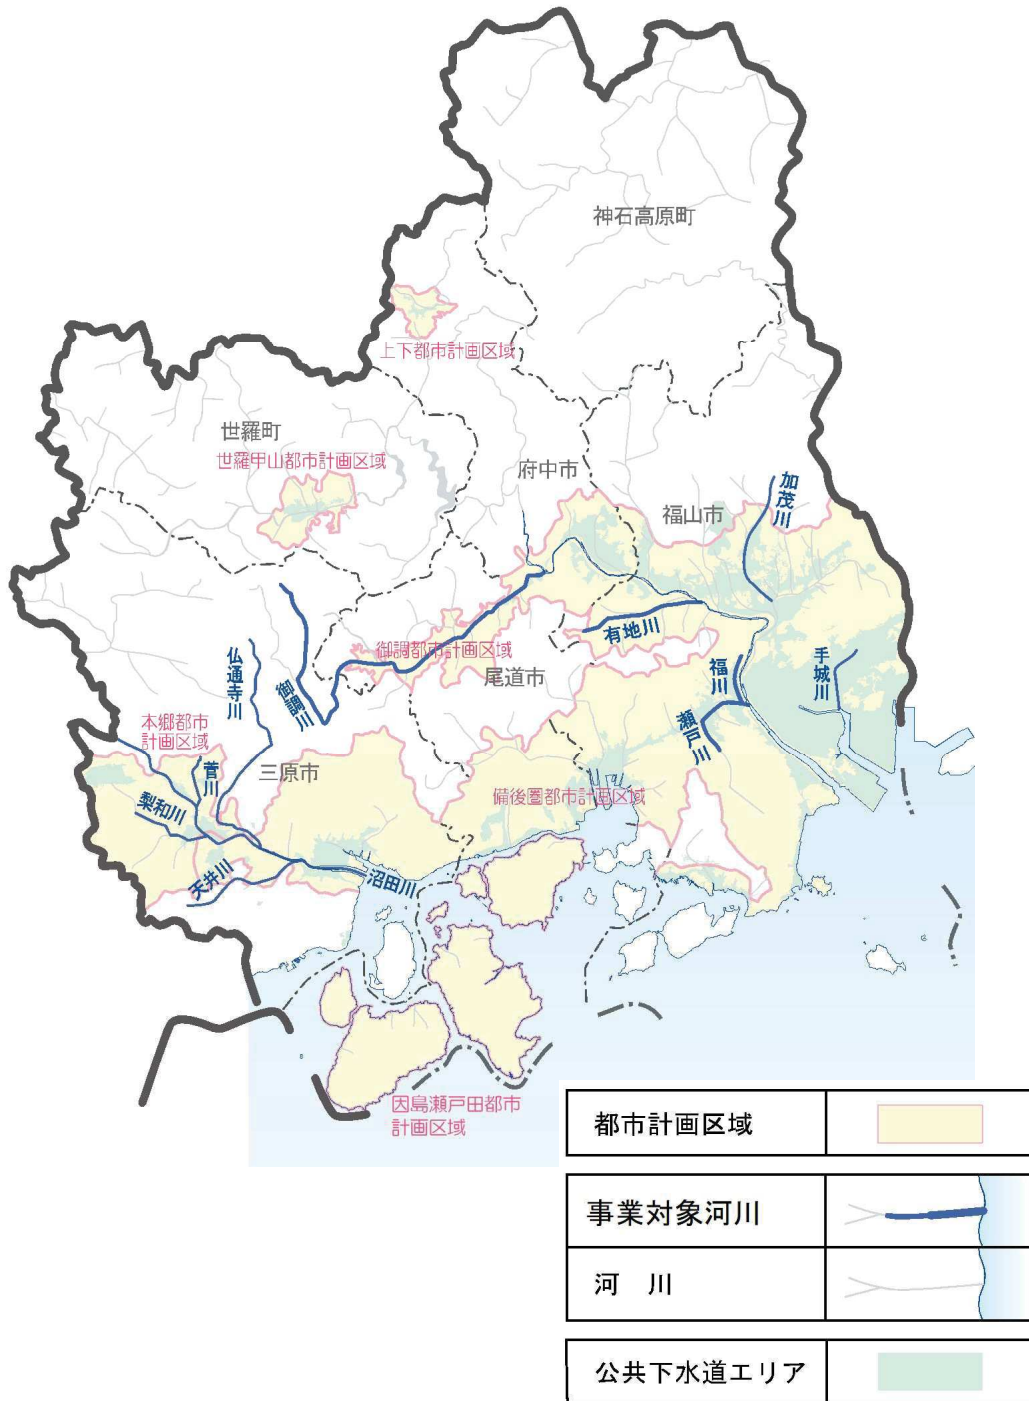 神石高原町
上下都市計画区域
世羅町
世羅甲山都市計画区域
府中市
加茂川
福山市
有地川
仏通寺川
御調川
御調都市計画区域
尾道市
福川
手城川
瀬戸川
本郷都市
計画区域
菅川
三原市
梨和川
備後圏都市計画区域
天井川
沼田川
因島瀬戸田都市
計画区域
都市計画区域
事業対象河川
河 川
公共下水道エリア